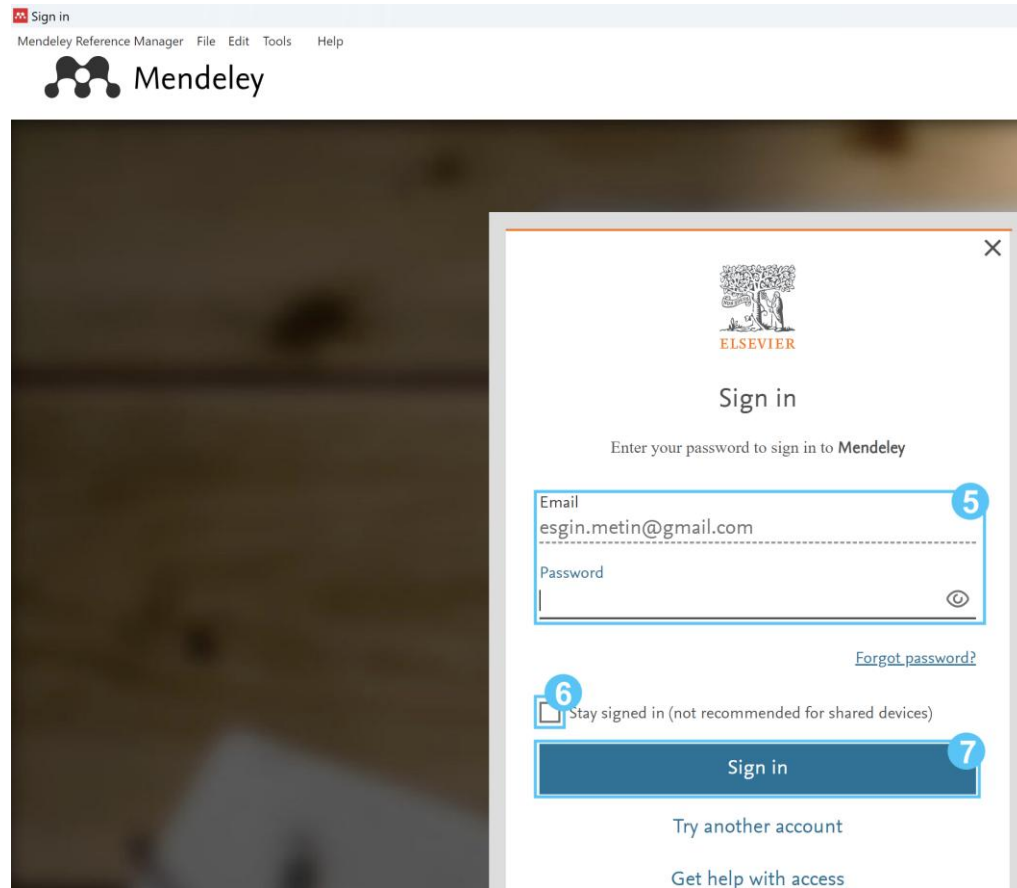 Sign in
Mendeley Reference Manager File Edit Tools Help
Mendeley
ELSEVIER
Sign in
Enter your password to sign in to Mendeley
5
Email
esgin.metin@gmail.com
Password
Forgot password?
6
Stay signed in (not recommended for shared devices)
7
Sign in
Try another account
Get help with access